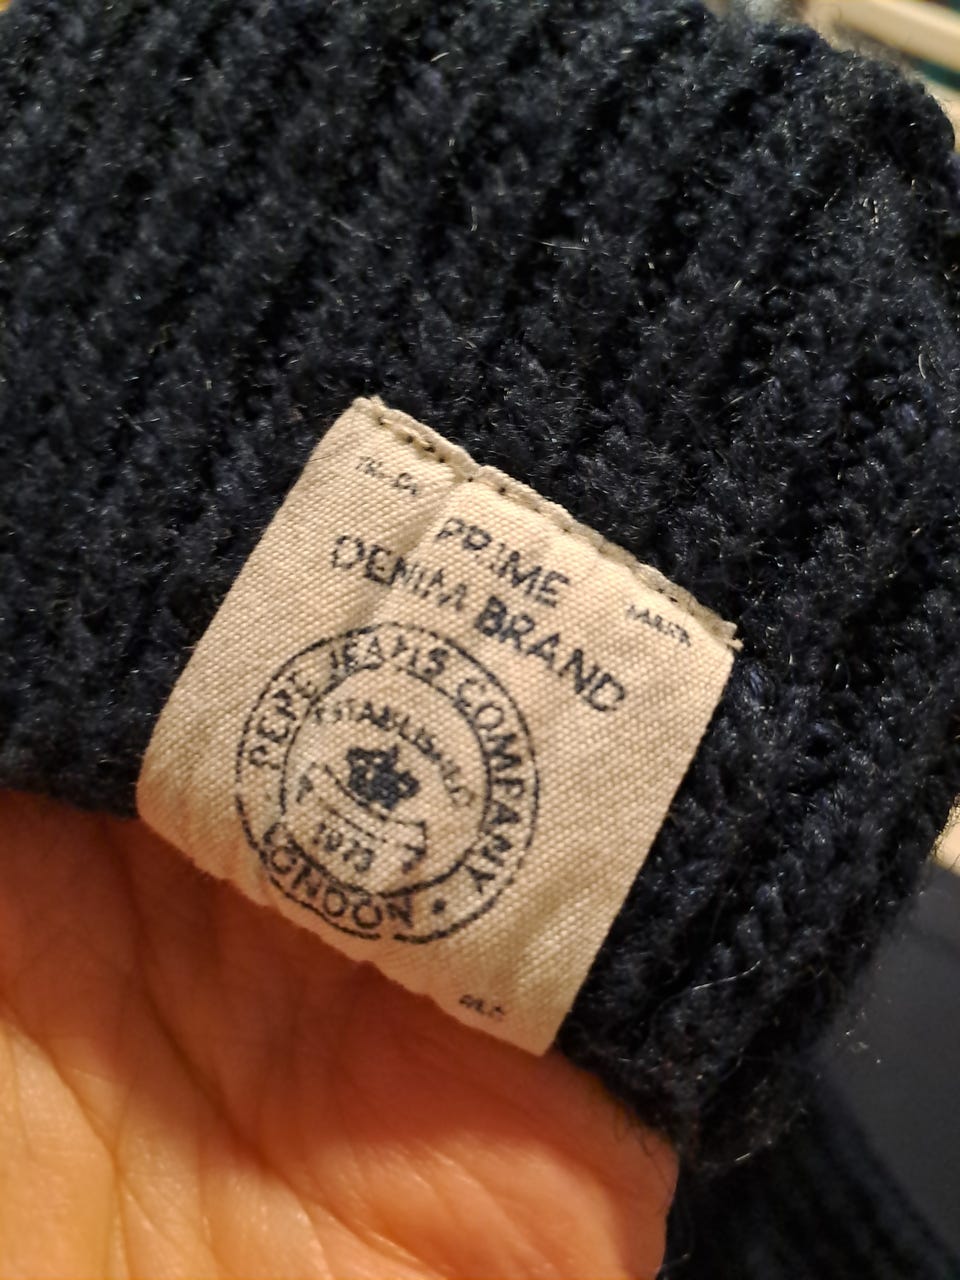 PRIME
DENIM BRAND
PEPE JEANS COMPANY
ESTABLISHED
1973
LONDON